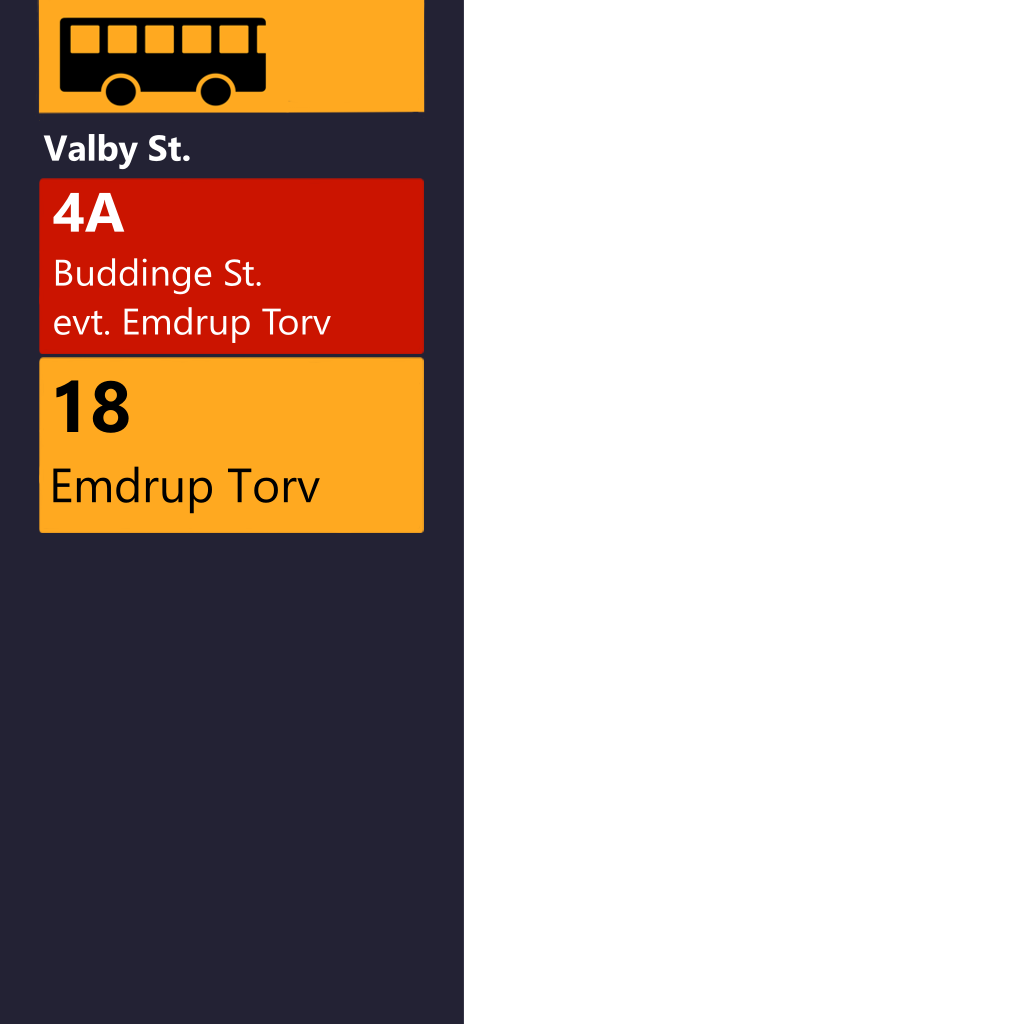 Valby St.
4A
Buddinge St.
evt. Emdrup Torv
18
Emdrup Torv